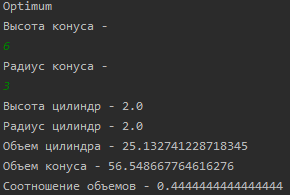 Optimum
Высота конуса -
6
Радиус конуса -
3
Высота цилиндр - 2.0
Радиус цилиндр - 2.0
Объем цилиндра - 25.132741228718345
Объем конуса - 56.548667764616276
Соотношение объемов - 0.4444444444444444